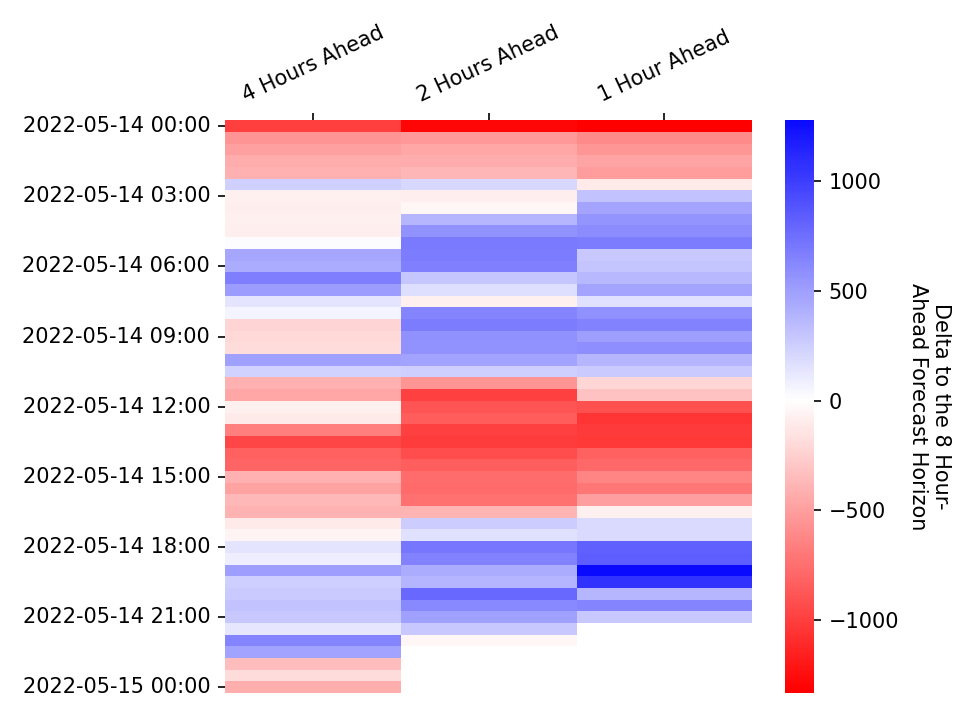 4 Hours Ahead
2 Hours Ahead
1 Hour Ahead
2022-05-14 00:00
2022-05-14 03:00
2022-05-14 06:00
2022-05-14 09:00
2022-05-14 12:00
2022-05-14 15:00
2022-05-14 18:00
2022-05-14 21:00
2022-05-15 00:00
1000
500
0
−500
−1000
Delta to the 8 Hour-
Ahead Forecast Horizon